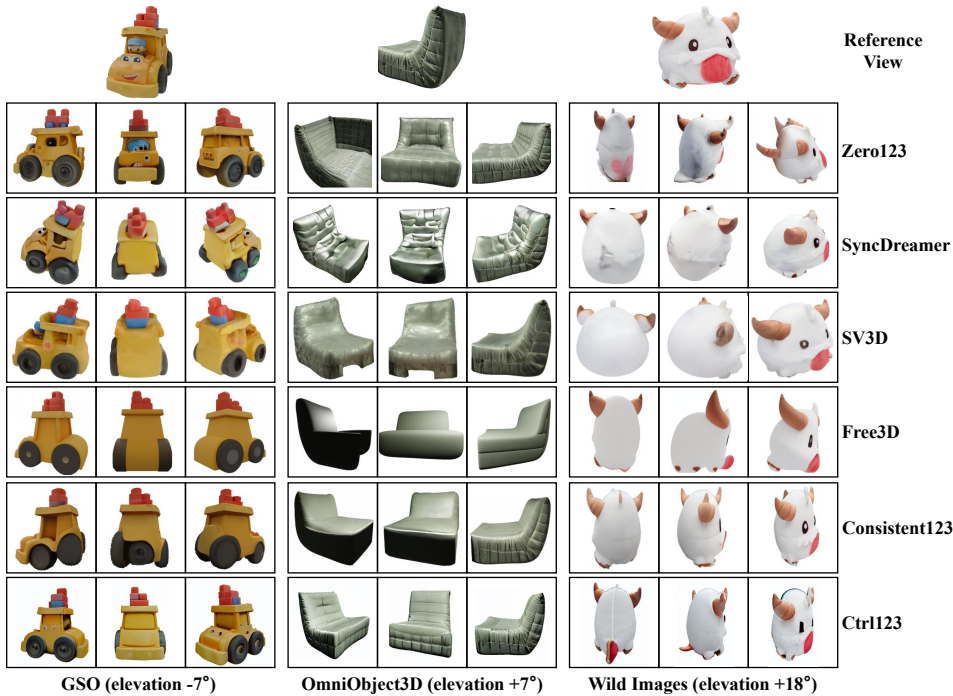 Reference
View
Zero123
SyncDreamer
SV3D
Free3D
Consistent123
Ctrl123
GSO (elevation -7°) OmniObject3D (elevation +7°) Wild Images (elevation +18°)